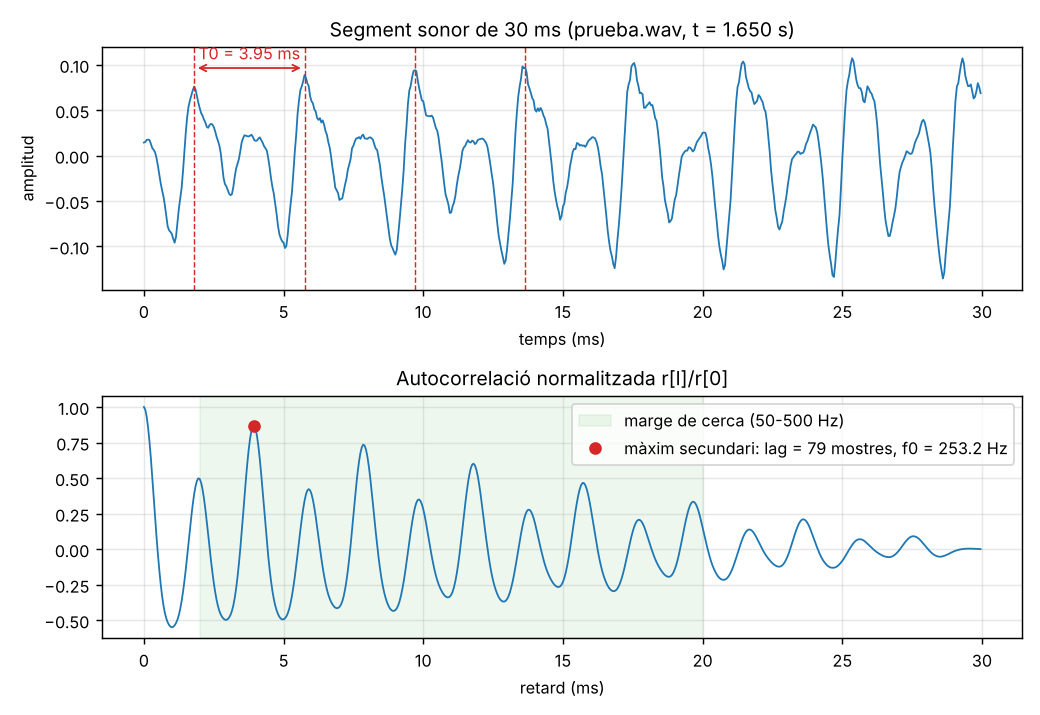 Segment sonor de 30 ms (prueba.wav, t = 1.650 s)
T0 = 3.95 ms
0.10
0.05
0.00
−0.05
−0.10
amplitud
0 5 10 15 20 25 30
temps (ms)
Autocorrelació normalitzada r[l]/r[0]
marge de cerca (50-500 Hz)
màxim secundari: lag = 79 mostres, f0 = 253.2 Hz
1.00
0.75
0.50
0.25
0.00
−0.25
−0.50
0 5 10 15 20 25 30
retard (ms)